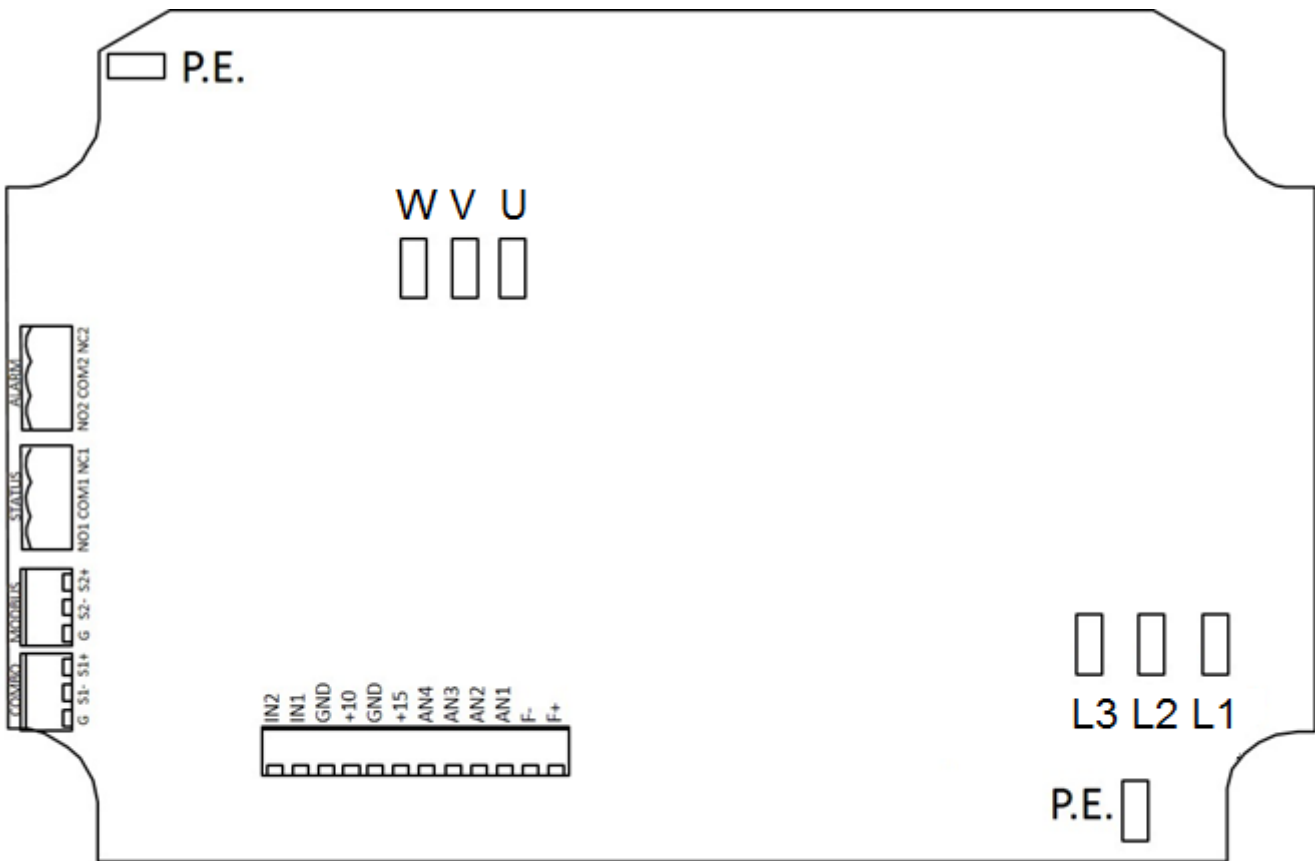 P.E.
W V U
ALARM
NO2 COM2 NC2
STATUS
NO1 COM1 NC1
MODBUS
G S2- S2+
COMBO
G S1- S1+
IN2
IN1
GND
+10
GND
+15
AN4
AN3
AN2
AN1
F-
F+
L3 L2 L1
P.E.